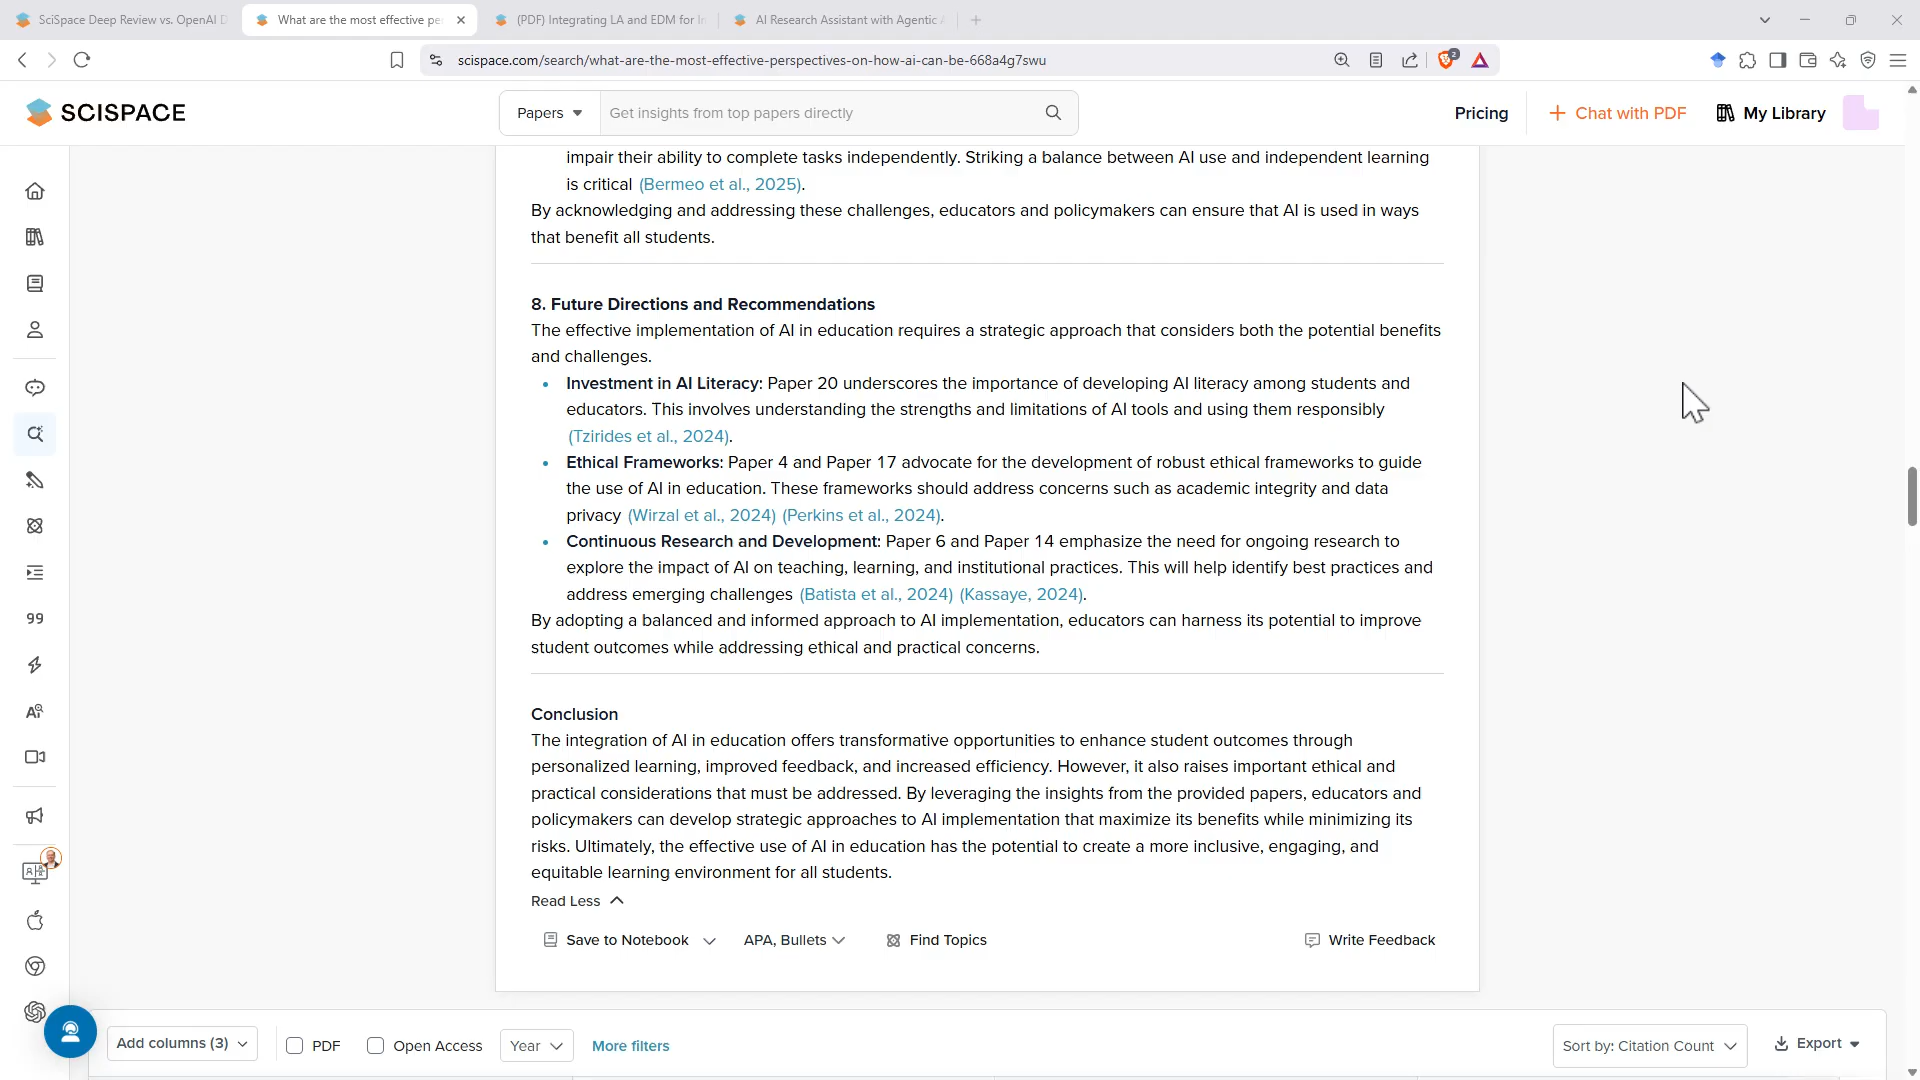 SciSpace Deep Review vs. OpenAI D
What are the most effective pe
(PDF) Integrating LA and EDM for In
AI Research Assistant with Agentic A
scispace.com/search/what-are-the-most-effective-perspectives-on-how-ai-can-be-668a4g7swu
2
SCISPACE
Papers
Get insights from top papers directly
Pricing
Chat with PDF
My Library
impair their ability to complete tasks independently. Striking a balance between AI use and independent learning
is critical (Bermeo et al., 2025).
By acknowledging and addressing these challenges, educators and policymakers can ensure that AI is used in ways
that benefit all students.
8. Future Directions and Recommendations
The effective implementation of AI in education requires a strategic approach that considers both the potential benefits
and challenges.
• Investment in AI Literacy: Paper 20 underscores the importance of developing AI literacy among students and
educators. This involves understanding the strengths and limitations of AI tools and using them responsibly
(Tzirides et al., 2024).
• Ethical Frameworks: Paper 4 and Paper 17 advocate for the development of robust ethical frameworks to guide
the use of AI in education. These frameworks should address concerns such as academic integrity and data
privacy (Wirzal et al., 2024) (Perkins et al., 2024).
• Continuous Research and Development: Paper 6 and Paper 14 emphasize the need for ongoing research to
explore the impact of AI on teaching, learning, and institutional practices. This will help identify best practices and
address emerging challenges (Batista et al., 2024) (Kassaye, 2024).
By adopting a balanced and informed approach to AI implementation, educators can harness its potential to improve
student outcomes while addressing ethical and practical concerns.
Conclusion
The integration of AI in education offers transformative opportunities to enhance student outcomes through
personalized learning, improved feedback, and increased efficiency. However, it also raises important ethical and
practical considerations that must be addressed. By leveraging the insights from the provided papers, educators and
policymakers can develop strategic approaches to AI implementation that maximize its benefits while minimizing its
risks. Ultimately, the effective use of AI in education has the potential to create a more inclusive, engaging, and
equitable learning environment for all students.
Read Less
Save to Notebook
APA, Bullets
Find Topics
Write Feedback
Add columns (3)
PDF
Open Access
Year
More filters
Sort by: Citation Count
Export